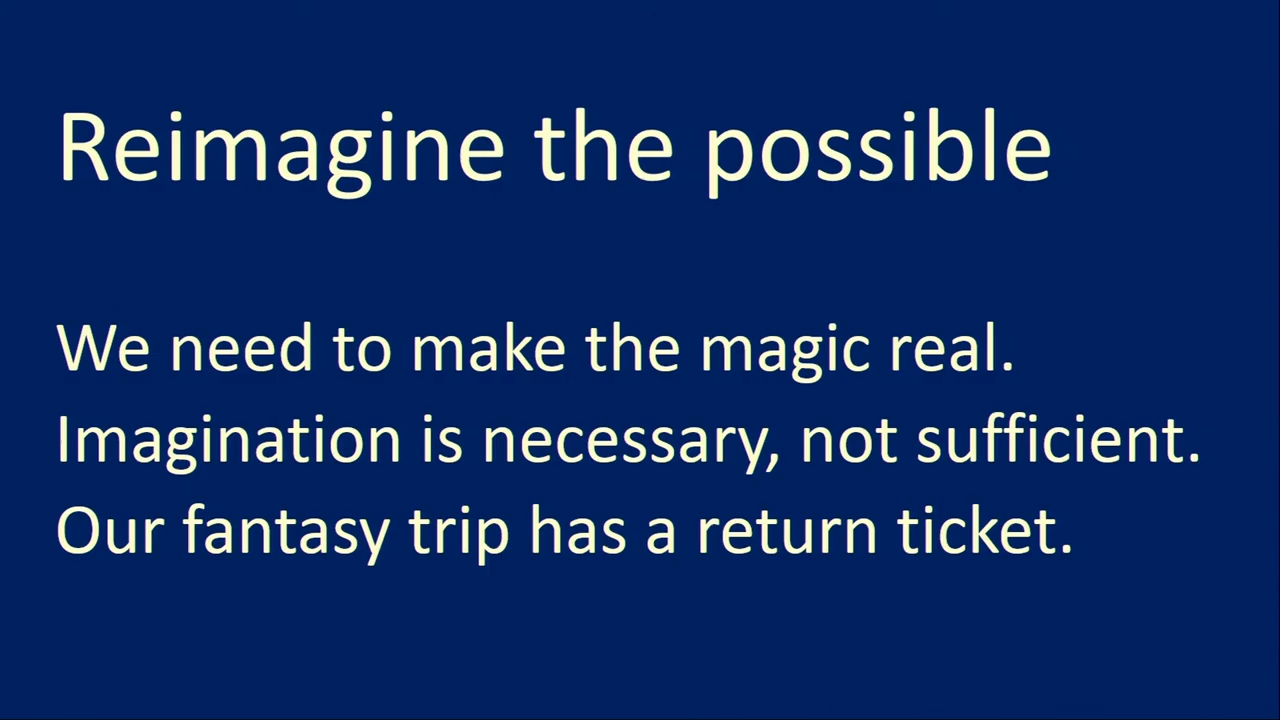 Reimagine the possible
We need to make the magic real.
Imagination is necessary, not sufficient.
Our fantasy trip has a return ticket.